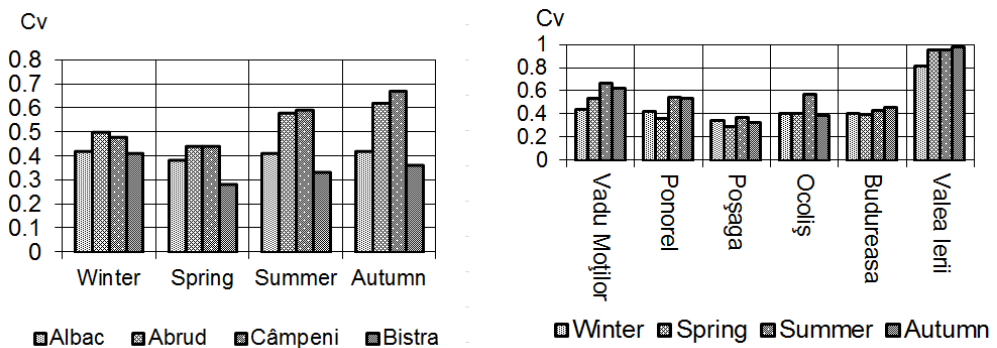 Cv
0.8
0.7
0.6
0.5
0.4
0.3
0.2
0.1
0
Winter Spring Summer Autumn
Albac Abrud Câmpeni Bistra
Cv
1
0.8
0.6
0.4
0.2
0
Vadu Moţilor
Ponorel
Poşaga
Ocoliş
Budureasa
Valea Ierii
Winter Spring Summer Autumn